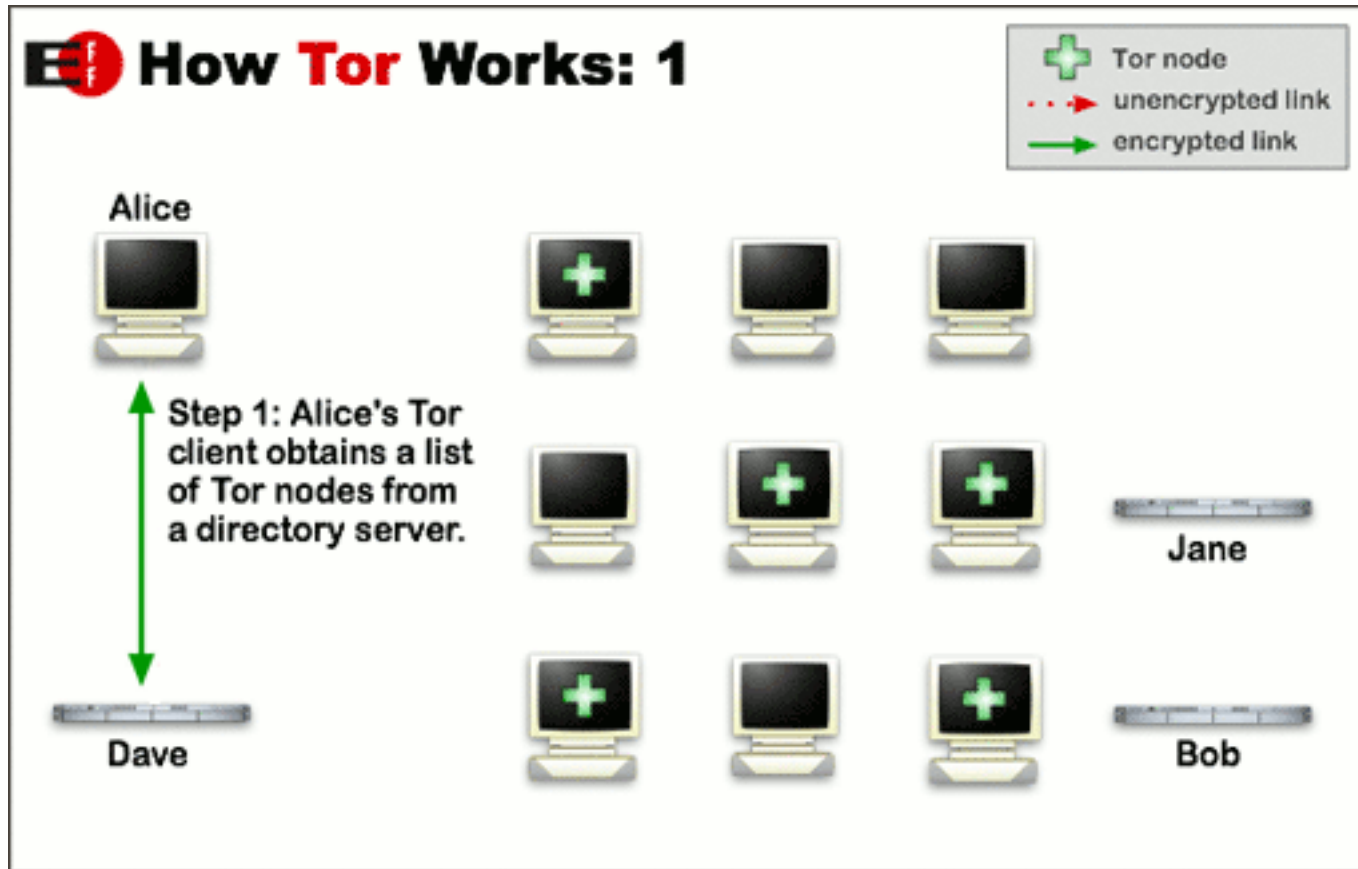 EFF How Tor Works: 1
Tor node
unencrypted link
encrypted link
Alice
Step 1: Alice's Tor
client obtains a list
of Tor nodes from
a directory server.
Jane
Dave
Bob